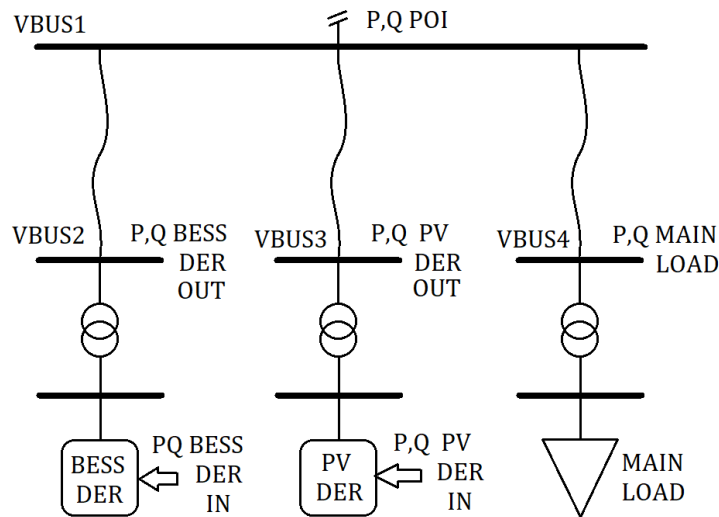 VBUS1
P,Q POI
VBUS2
P,Q BESS
DER
OUT
VBUS3
P,Q PV
DER
OUT
VBUS4
P,Q MAIN
LOAD
BESS
DER
PQ BESS
DER
IN
PV
DER
P,Q PV
DER
IN
MAIN
LOAD